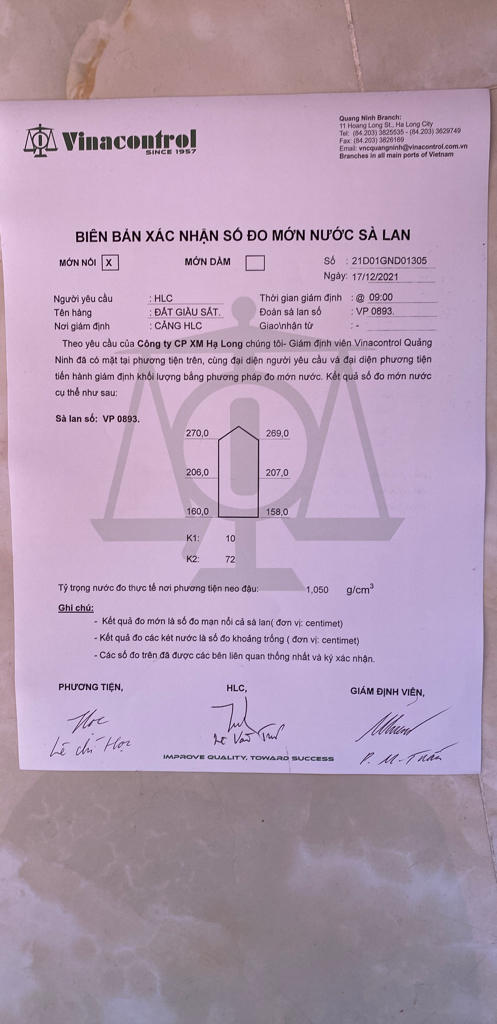 Vinacontrol
SINCE 1957
Quang Ninh Branch:
11 Hoang Long St., Ha Long City
Tel: (84.203) 3825535 - (84.203) 3629749
Fax: (84.203) 3826169
Email: vncquangninh@vinacontrol.com.vn
Branches in all main ports of Vietnam
BIÊN BẢN XÁC NHẬN SỐ ĐO MỚN NƯỚC SÀ LAN
MỚN NỔI X MỚN DẰM Số : 21D01GND01305
Ngày: 17/12/2021
Người yêu cầu : HLC Thời gian giám định : @ 09:00
Tên hàng : ĐẤT GIÀU SẮT. Đoàn sà lan số : VP 0893.
Nơi giám định : CẢNG HLC Giao\nhận từ : -
Theo yêu cầu của Công ty CP XM Hạ Long chúng tôi- Giám định viên Vinacontrol Quảng
Ninh đã có mặt tại phương tiện trên, cùng đại diện người yêu cầu và đại diện phương tiện
tiến hành giám định khối lượng bằng phương pháp đo mớn nước. Kết quả số đo mớn nước
cụ thể như sau:
Sà lan số: VP 0893.
270,0 269,0
206,0 207,0
160,0 158,0
K1: 10
K2: 72
Tỷ trọng nước đo thực tế nơi phương tiện neo đậu: 1,050 g/cm³
Ghi chú:
- Kết quả đo mớn là số đo mạn nổi cả sà lan( đơn vị: centimet)
- Kết quả đo các két nước là số đo khoảng trống ( đơn vị: centimet)
- Các số đo trên đã được các bên liên quan thống nhất và ký xác nhận.
PHƯƠNG TIỆN, HLC, GIÁM ĐỊNH VIÊN,
Học
Lê chí Học
P. M. Tuấn
IMPROVE QUALITY, TOWARD SUCCESS